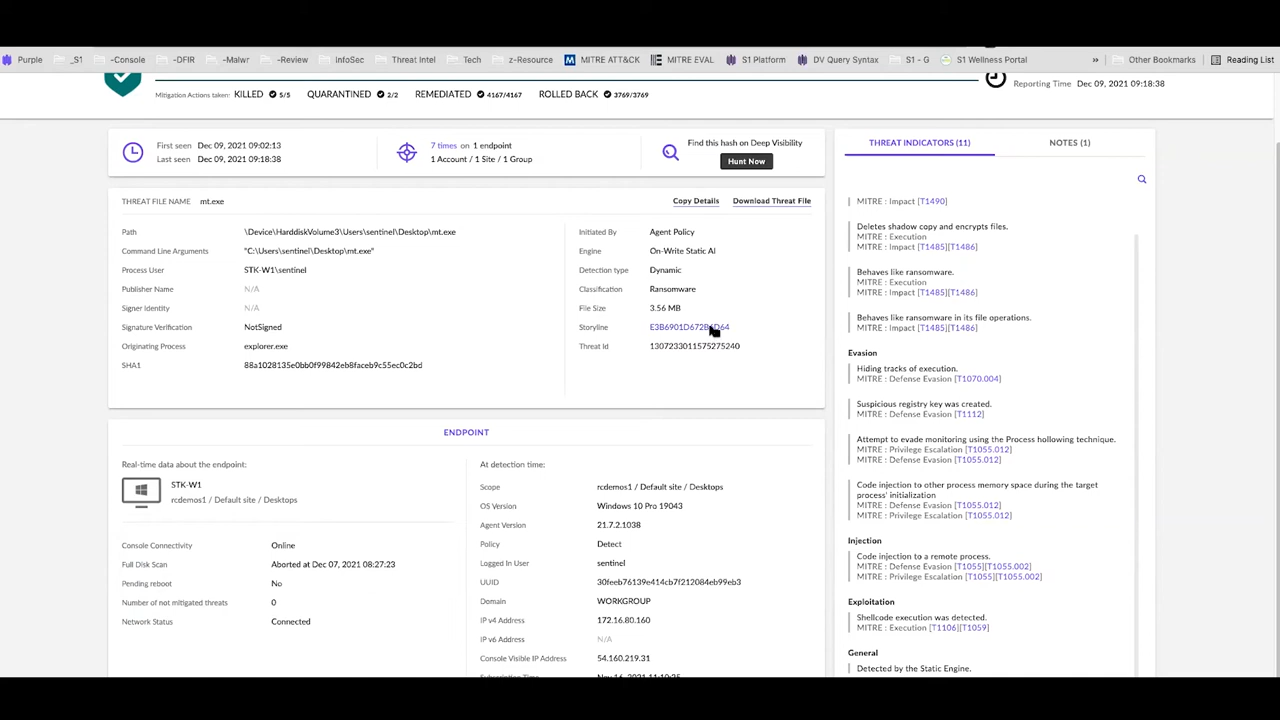 Purple _S1 -Console -DFIR -Malwr -Review InfoSec Threat Intel Tech z-Resource MITRE ATT&CK MITRE EVAL S1 Platform DV Query Syntax S1 - G S1 Wellness Portal » Other Bookmarks Reading List
Mitigation Actions taken: KILLED 5/5 QUARANTINED 2/2 REMEDIATED 4167/4167 ROLLED BACK 3769/3769
Reporting Time Dec 09, 2021 09:18:38
First seen Dec 09, 2021 09:02:13
Last seen Dec 09, 2021 09:18:38
7 times on 1 endpoint
1 Account / 1 Site / 1 Group
Find this hash on Deep Visibility
Hunt Now
THREAT FILE NAME mt.exe
Copy Details Download Threat File
Path \Device\HarddiskVolume3\Users\sentinel\Desktop\mt.exe
Command Line Arguments "C:\Users\sentinel\Desktop\mt.exe"
Process User STK-W1\sentinel
Publisher Name N/A
Signer Identity N/A
Signature Verification NotSigned
Originating Process explorer.exe
SHA1 88a1028135e0bb0f99842eb8faceb9c55ec0c2bd
Initiated By Agent Policy
Engine On-Write Static AI
Detection type Dynamic
Classification Ransomware
File Size 3.56 MB
Storyline
Threat Id 1307233011575275240
ENDPOINT
Real-time data about the endpoint:
STK-W1
rcdemos1 / Default site / Desktops
Console Connectivity Online
Full Disk Scan Aborted at Dec 07, 2021 08:27:23
Pending reboot No
Number of not mitigated threats 0
Network Status Connected
At detection time:
Scope rcdemos1 / Default site / Desktops
OS Version Windows 10 Pro 19043
Agent Version 21.7.2.1038
Policy Detect
Logged In User sentinel
UUID 30feeb76139e414cb7f212084eb99eb3
Domain WORKGROUP
IP v4 Address 172.16.80.160
IP v6 Address N/A
Console Visible IP Address 54.160.219.31
Subscription Time Nov 16, 2021 11:10:25
THREAT INDICATORS (11) NOTES (1)
MITRE : Impact [T1490]
Deletes shadow copy and encrypts files.
MITRE : Execution
MITRE : Impact [T1485][T1486]
Behaves like ransomware.
MITRE : Execution
MITRE : Impact [T1485][T1486]
Behaves like ransomware in its file operations.
MITRE : Impact [T1485][T1486]
Evasion
Hiding tracks of execution.
MITRE : Defense Evasion [T1070.004]
Suspicious registry key was created.
MITRE : Defense Evasion [T1112]
Attempt to evade monitoring using the Process hollowing technique.
MITRE : Privilege Escalation [T1055.012]
MITRE : Defense Evasion [T1055.012]
Code injection to other process memory space during the target
process' initialization
MITRE : Defense Evasion [T1055.012]
MITRE : Privilege Escalation [T1055.012]
Injection
Code injection to a remote process.
MITRE : Defense Evasion [T1055][T1055.002]
MITRE : Privilege Escalation [T1055][T1055.002]
Exploitation
Shellcode execution was detected.
MITRE : Execution [T1106][T1059]
General
Detected by the Static Engine.